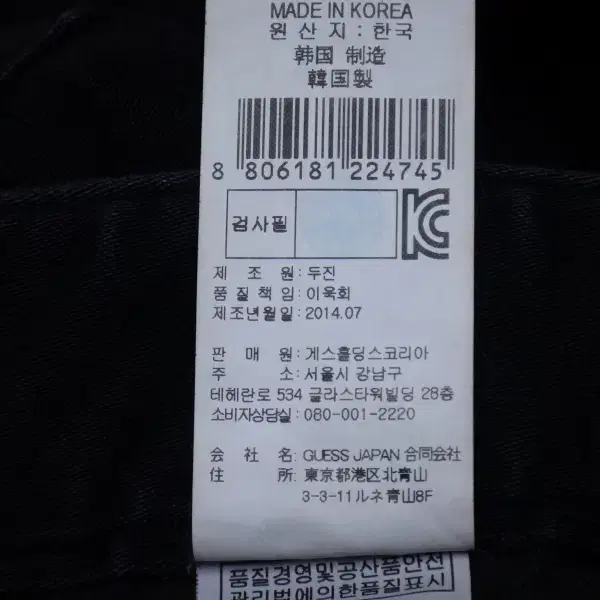 MADE IN KOREA
원 산 지 : 한국
韩国 制造
韓国製
8 806181 224745
검사필
KC
제 조 원 : 두진
품 질 책 임 : 이욱회
제조년월일 : 2014.07
판 매 원 : 게스홀딩스코리아
주 소 : 서울시 강남구
테헤란로 534 글라스타워빌딩 28층
소비자상담실 : 080-001-2220
会 社 名: GUESS JAPAN 合同会社
住 所: 東京都港区北青山
3-3-11ルネ青山8F
품질경영및공산품안전
관리법에의한품질표시